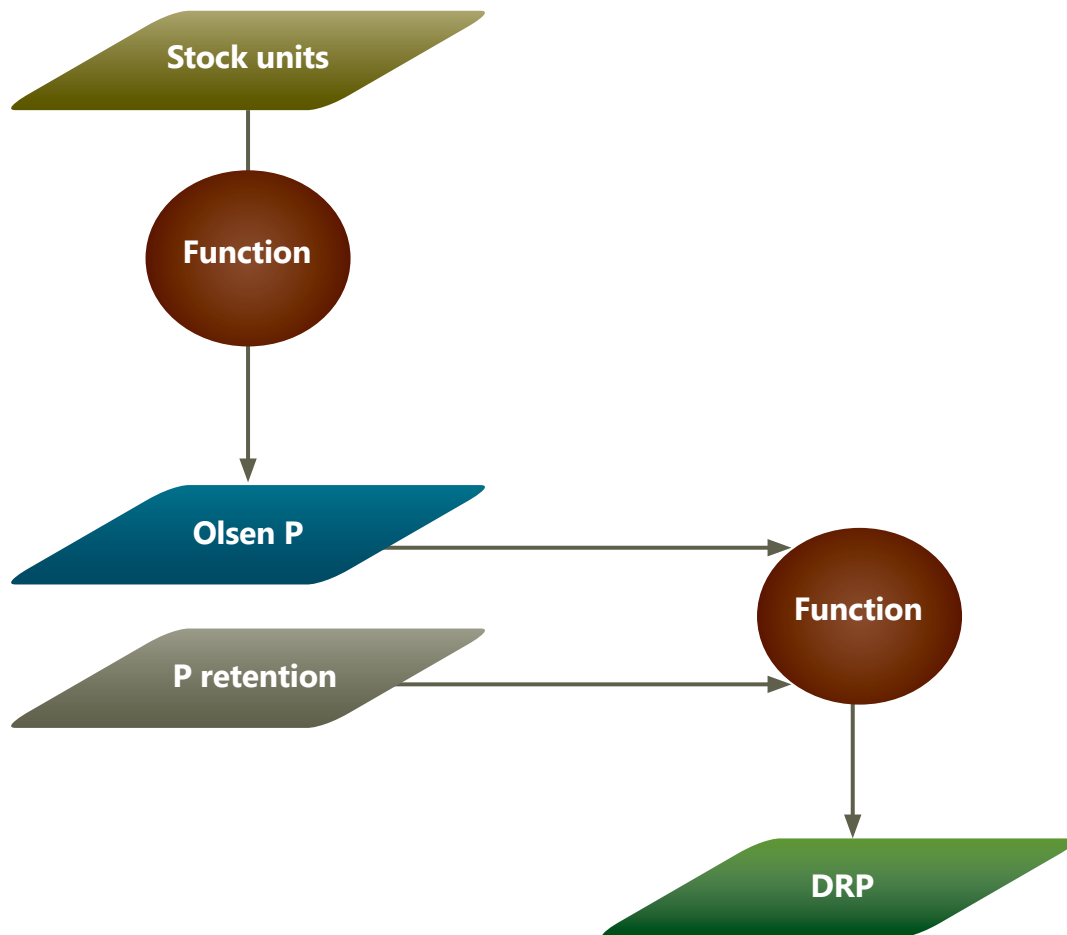 Stock units
Function
Olsen P
Function
P retention
DRP